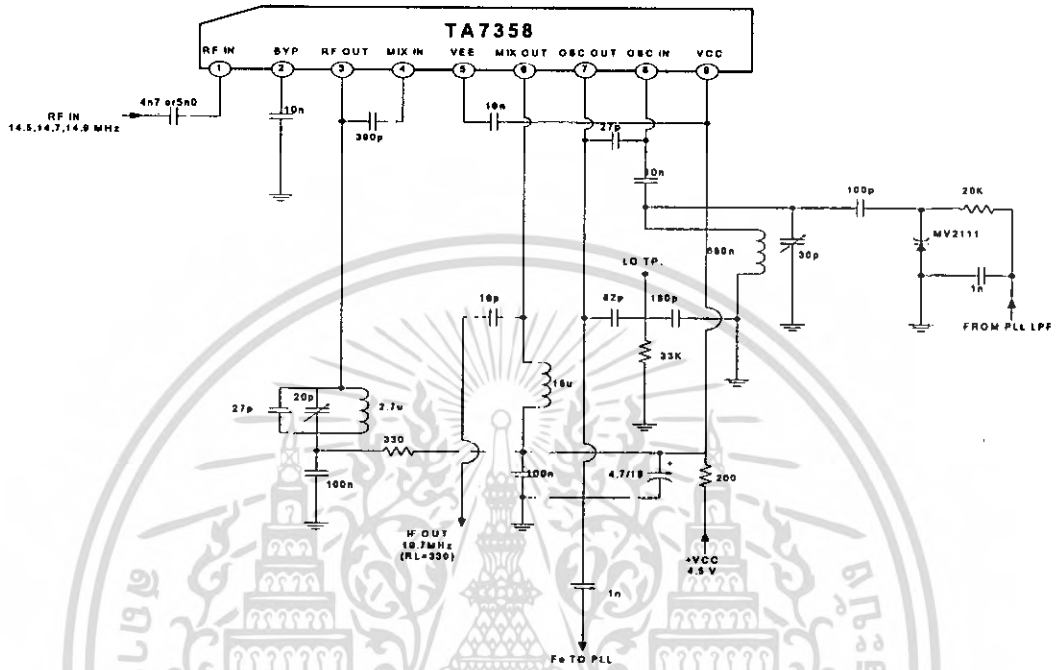 TA7358
RF IN BYP RF OUT MIX IN VEE MIX OUT OSC OUT OSC IN VCC
1 2 3 4 5 6 7 8 9
4n7 or5n0
RF IN
14.5,14.7,14.9 MHz
10n
390p
10n
27p
10n
100p
20K
MV2111
680n
30p
1n
FROM PLL LPF
LO TP.
82p
180p
33K
18p
18u
27p
20p
2.7u
330
100n
100n
4.7/16
200
IF OUT
10.7MHz
(RL=330)
+VCC
4.5 V
1n
Fo TO PLL